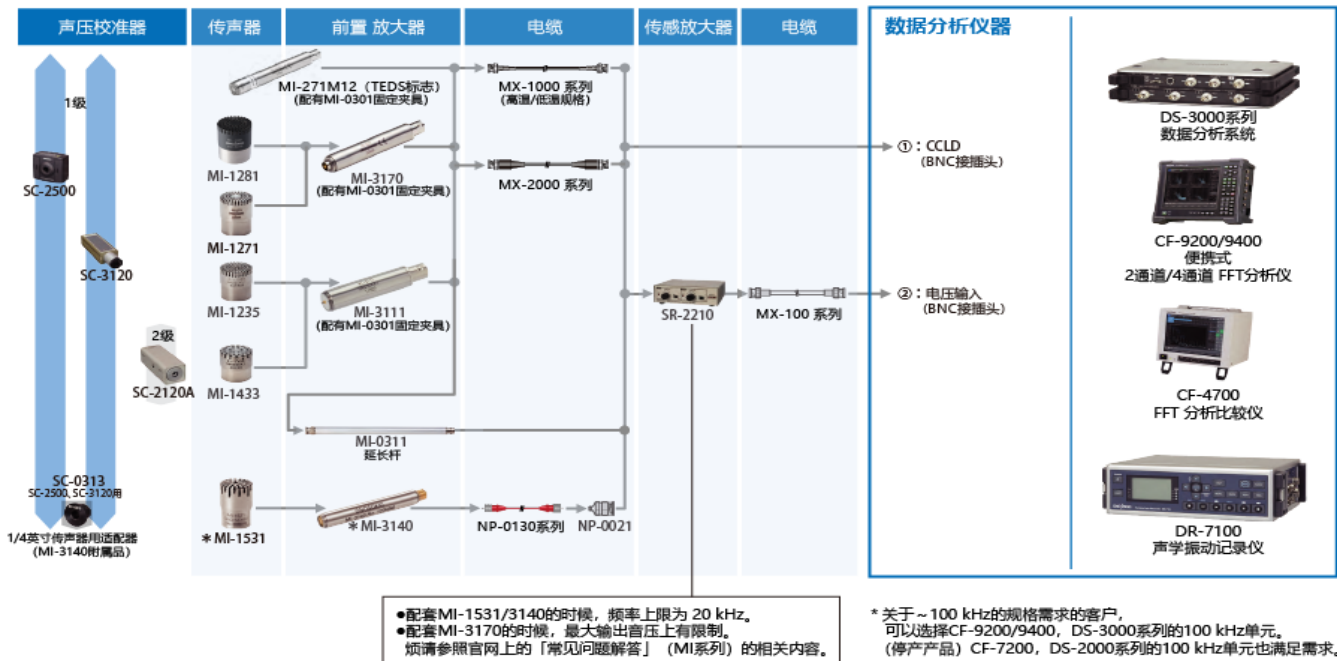 声压校准器
传声器
前置 放大器
电缆
传感放大器
电缆
数据分析仪器
1级
SC-2500
SC-3120
2级
SC-2120A
SC-0313
SC-2500、SC-3120用
1/4英寸传声器用适配器
(MI-3140附属品)
MI-1281
MI-1271
MI-1235
MI-1433
*MI-1531
MI-271M12(TEDS标志)
(配有MI-0301固定夹具)
MI-3170
(配有MI-0301固定夹具)
MI-3111
(配有MI-0301固定夹具)
MI-0311
延长杆
*MI-3140
MX-1000 系列
(高温/低温规格)
MX-2000 系列
NP-0130系列
NP-0021
SR-2210
MX-100 系列
①:CCLD
(BNC接插头)
②:电压输入
(BNC接插头)
DS-3000系列
数据分析系统
CF-9200/9400
便携式
2通道/4通道 FFT分析仪
CF-4700
FFT 分析比较仪
DR-7100
声学振动记录仪
●配套MI-1531/3140的时候,频率上限为 20 kHz。
●配套MI-3170的时候,最大输出音压上有限制。
烦请参照官网上的「常见问题解答」(MI系列)的相关内容。
* 关于~100 kHz的规格需求的客户,
可以选择CF-9200/9400,DS-3000系列的100 kHz单元。
(停产产品)CF-7200,DS-2000系列的100 kHz单元也满足需求。